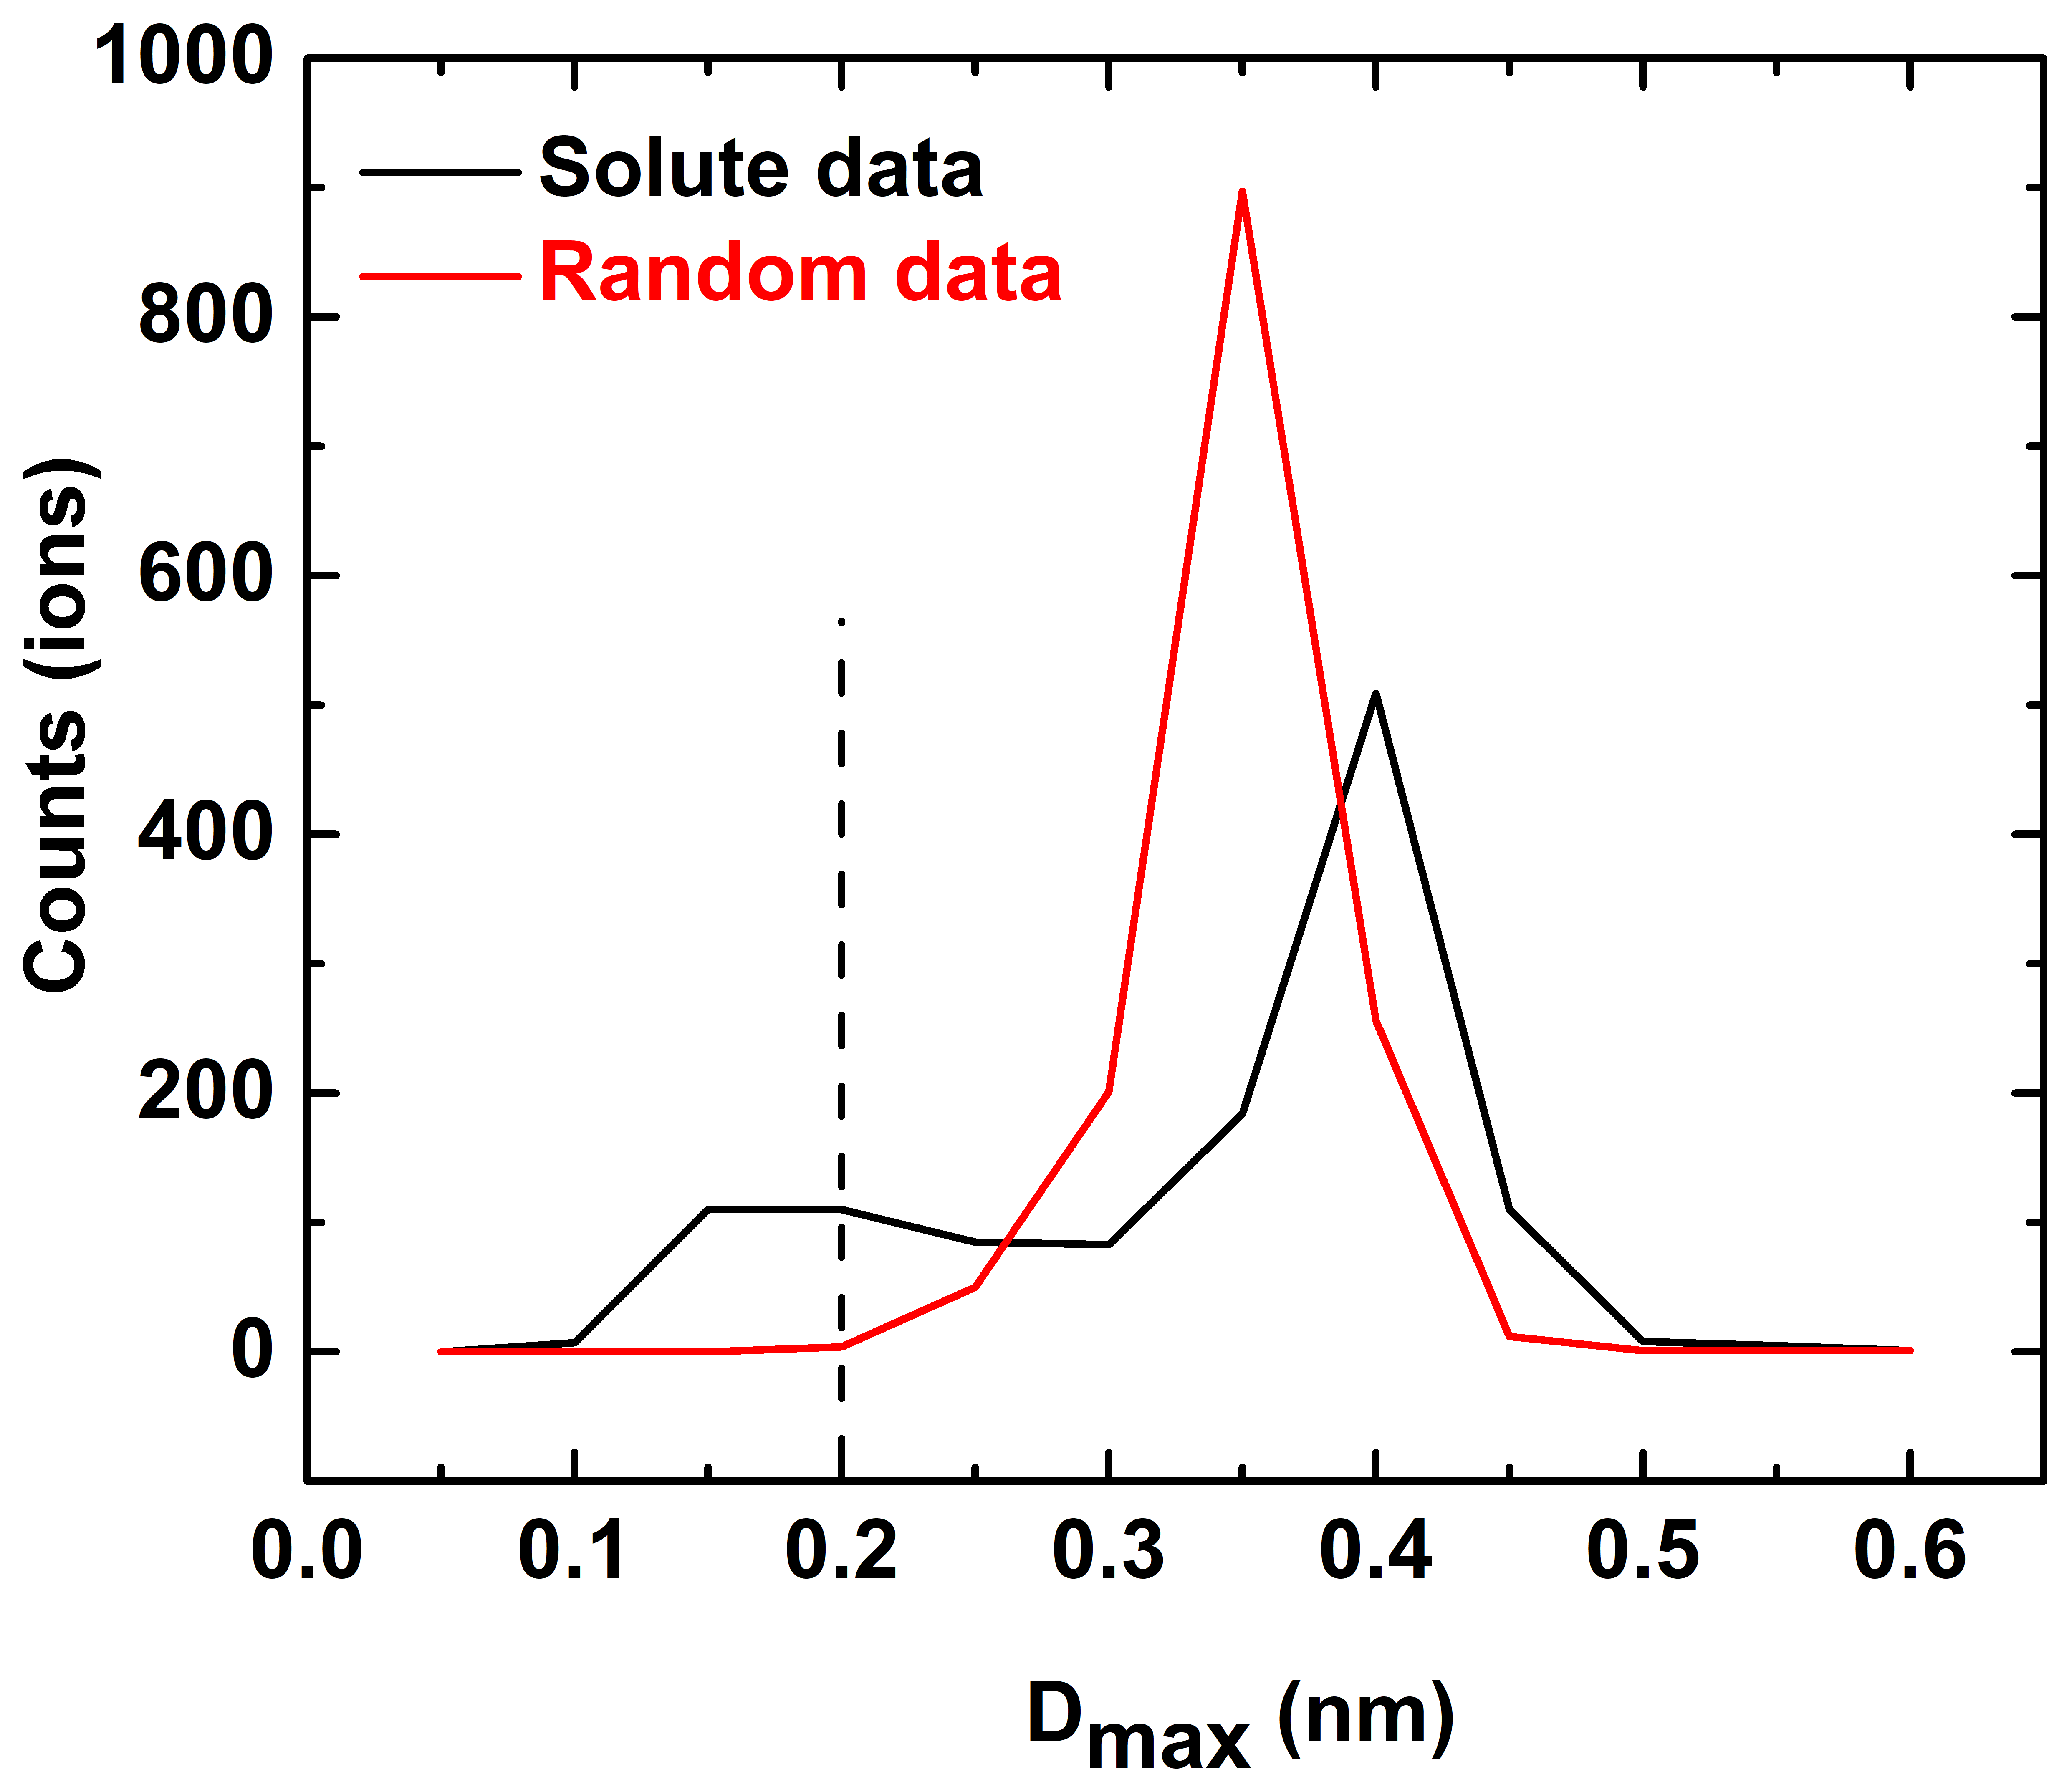 1000
800
600
400
200
0
Counts (ions)
Solute data
Random data
0.0 0.1 0.2 0.3 0.4 0.5 0.6
Dmax (nm)